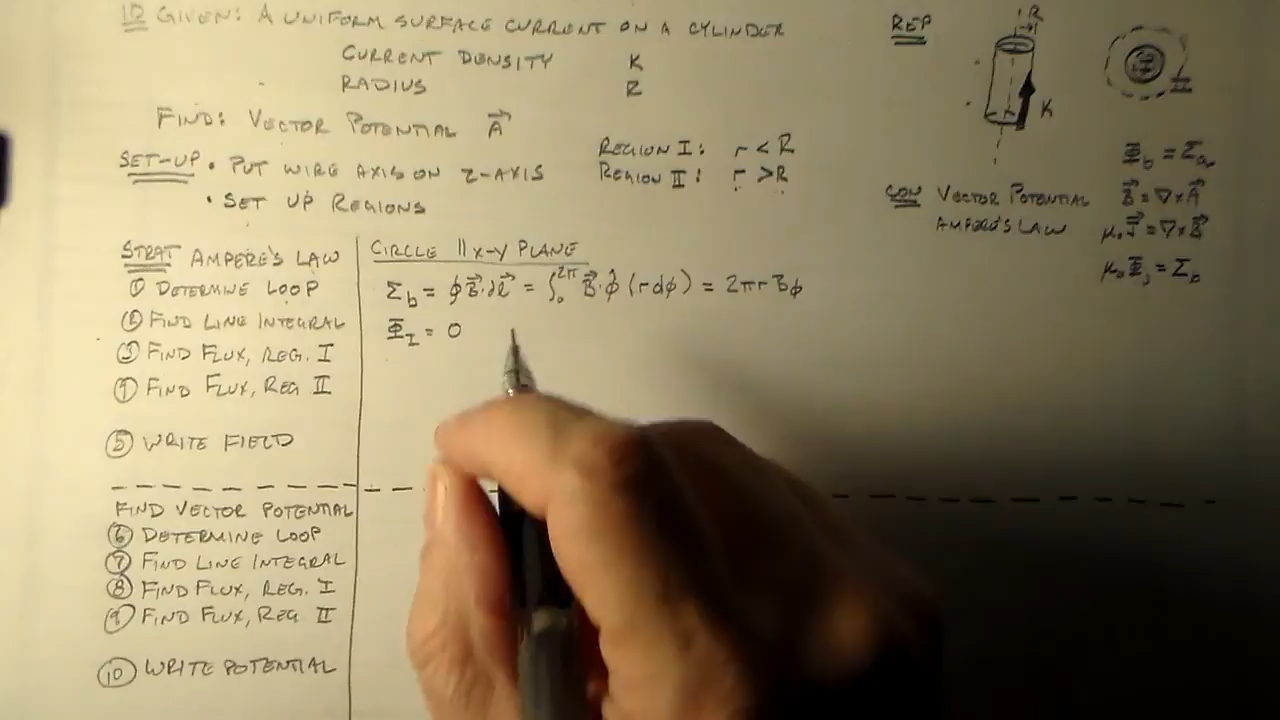 1D GIVEN: A UNIFORM SURFACE CURRENT ON A CYLINDER
CURRENT DENSITY K
RADIUS R
FIND: VECTOR POTENTIAL A⃗
SET-UP • PUT WIRE AXIS ON Z-AXIS
• SET UP REGIONS
REGION I: r < R
REGION II: r > R
REP
R
K
I
II
CON VECTOR POTENTIAL
AMPERE'S LAW
Φ_b = Σ_a
B⃗ = ∇×A⃗
μ₀J⃗ = ∇×B⃗
μ₀Φ_J = Σ_b
STRAT AMPERE'S LAW
① DETERMINE LOOP
② FIND LINE INTEGRAL
③ FIND FLUX, REG. I
④ FIND FLUX, REG II
⑤ WRITE FIELD
CIRCLE || x-y PLANE
Σ_b = ∮B⃗·dl⃗ = ∫₀^2π B⃗·φ̂ (r dφ) = 2πr B_φ
Φ_I = 0
FIND VECTOR POTENTIAL
⑥ DETERMINE LOOP
⑦ FIND LINE INTEGRAL
⑧ FIND FLUX, REG. I
⑨ FIND FLUX, REG II
⑩ WRITE POTENTIAL